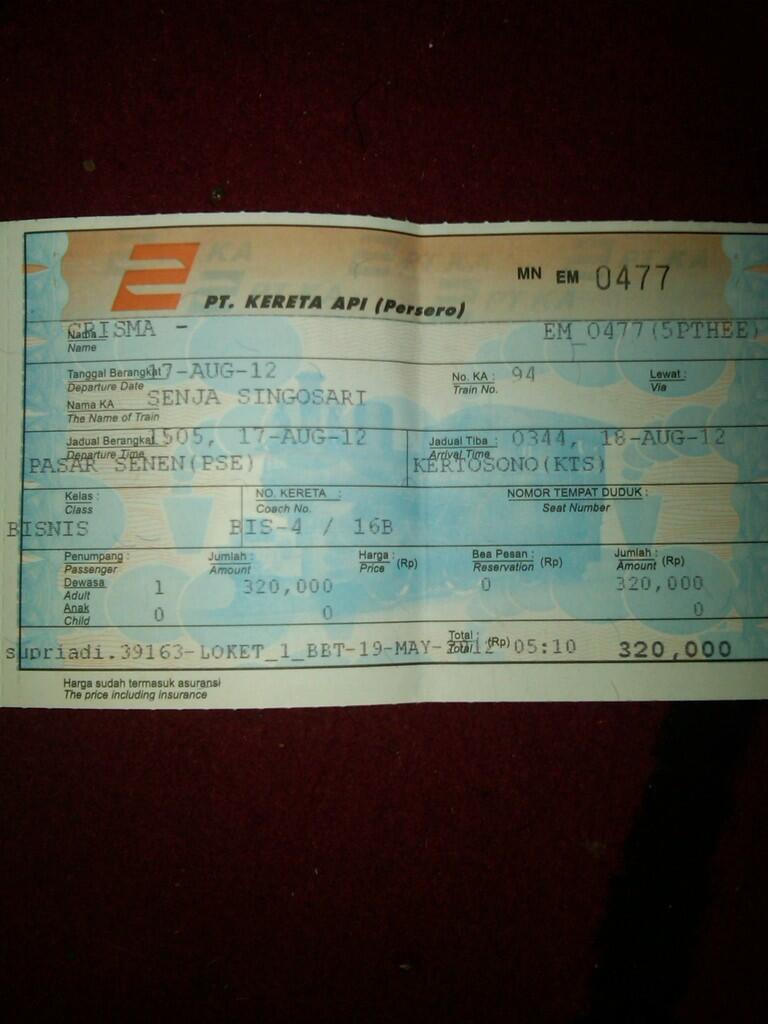 MN EM 0477
PT. KERETA API (Persero)
Nama CRISMA - EM_0477(5PTHEE)
Name
Tanggal Berangkat 17-AUG-12 No. KA : 94 Lewat :
Departure Date Train No. Via
Nama KA SENJA SINGOSARI
The Name of Train
Jadual Berangkat 1505, 17-AUG-12 Jadual Tiba : 0344, 18-AUG-12
Departure Time Arrival Time
PASAR SENEN(PSE) KERTOSONO(KTS)
Kelas : NO. KERETA : NOMOR TEMPAT DUDUK :
Class Coach No. Seat Number
BISNIS BIS-4 / 16B
Penumpang : Jumlah : Harga : (Rp) Bea Pesan : (Rp) Jumlah : (Rp)
Passenger Amount Price Reservation Amount
Dewasa 1 320,000 0 320,000
Adult
Anak 0 0 0
Child
supriadi.39163-LOKET_1_BBT-19-MAY-2012 05:10 Total : (Rp) 320,000
Total
Harga sudah termasuk asuransi
The price including insurance